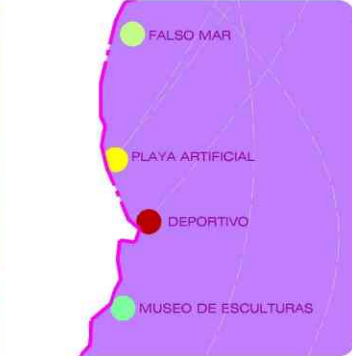 FALSO MAR
PLAYA ARTIFICIAL
DEPORTIVO
MUSEO DE ESCULTURAS